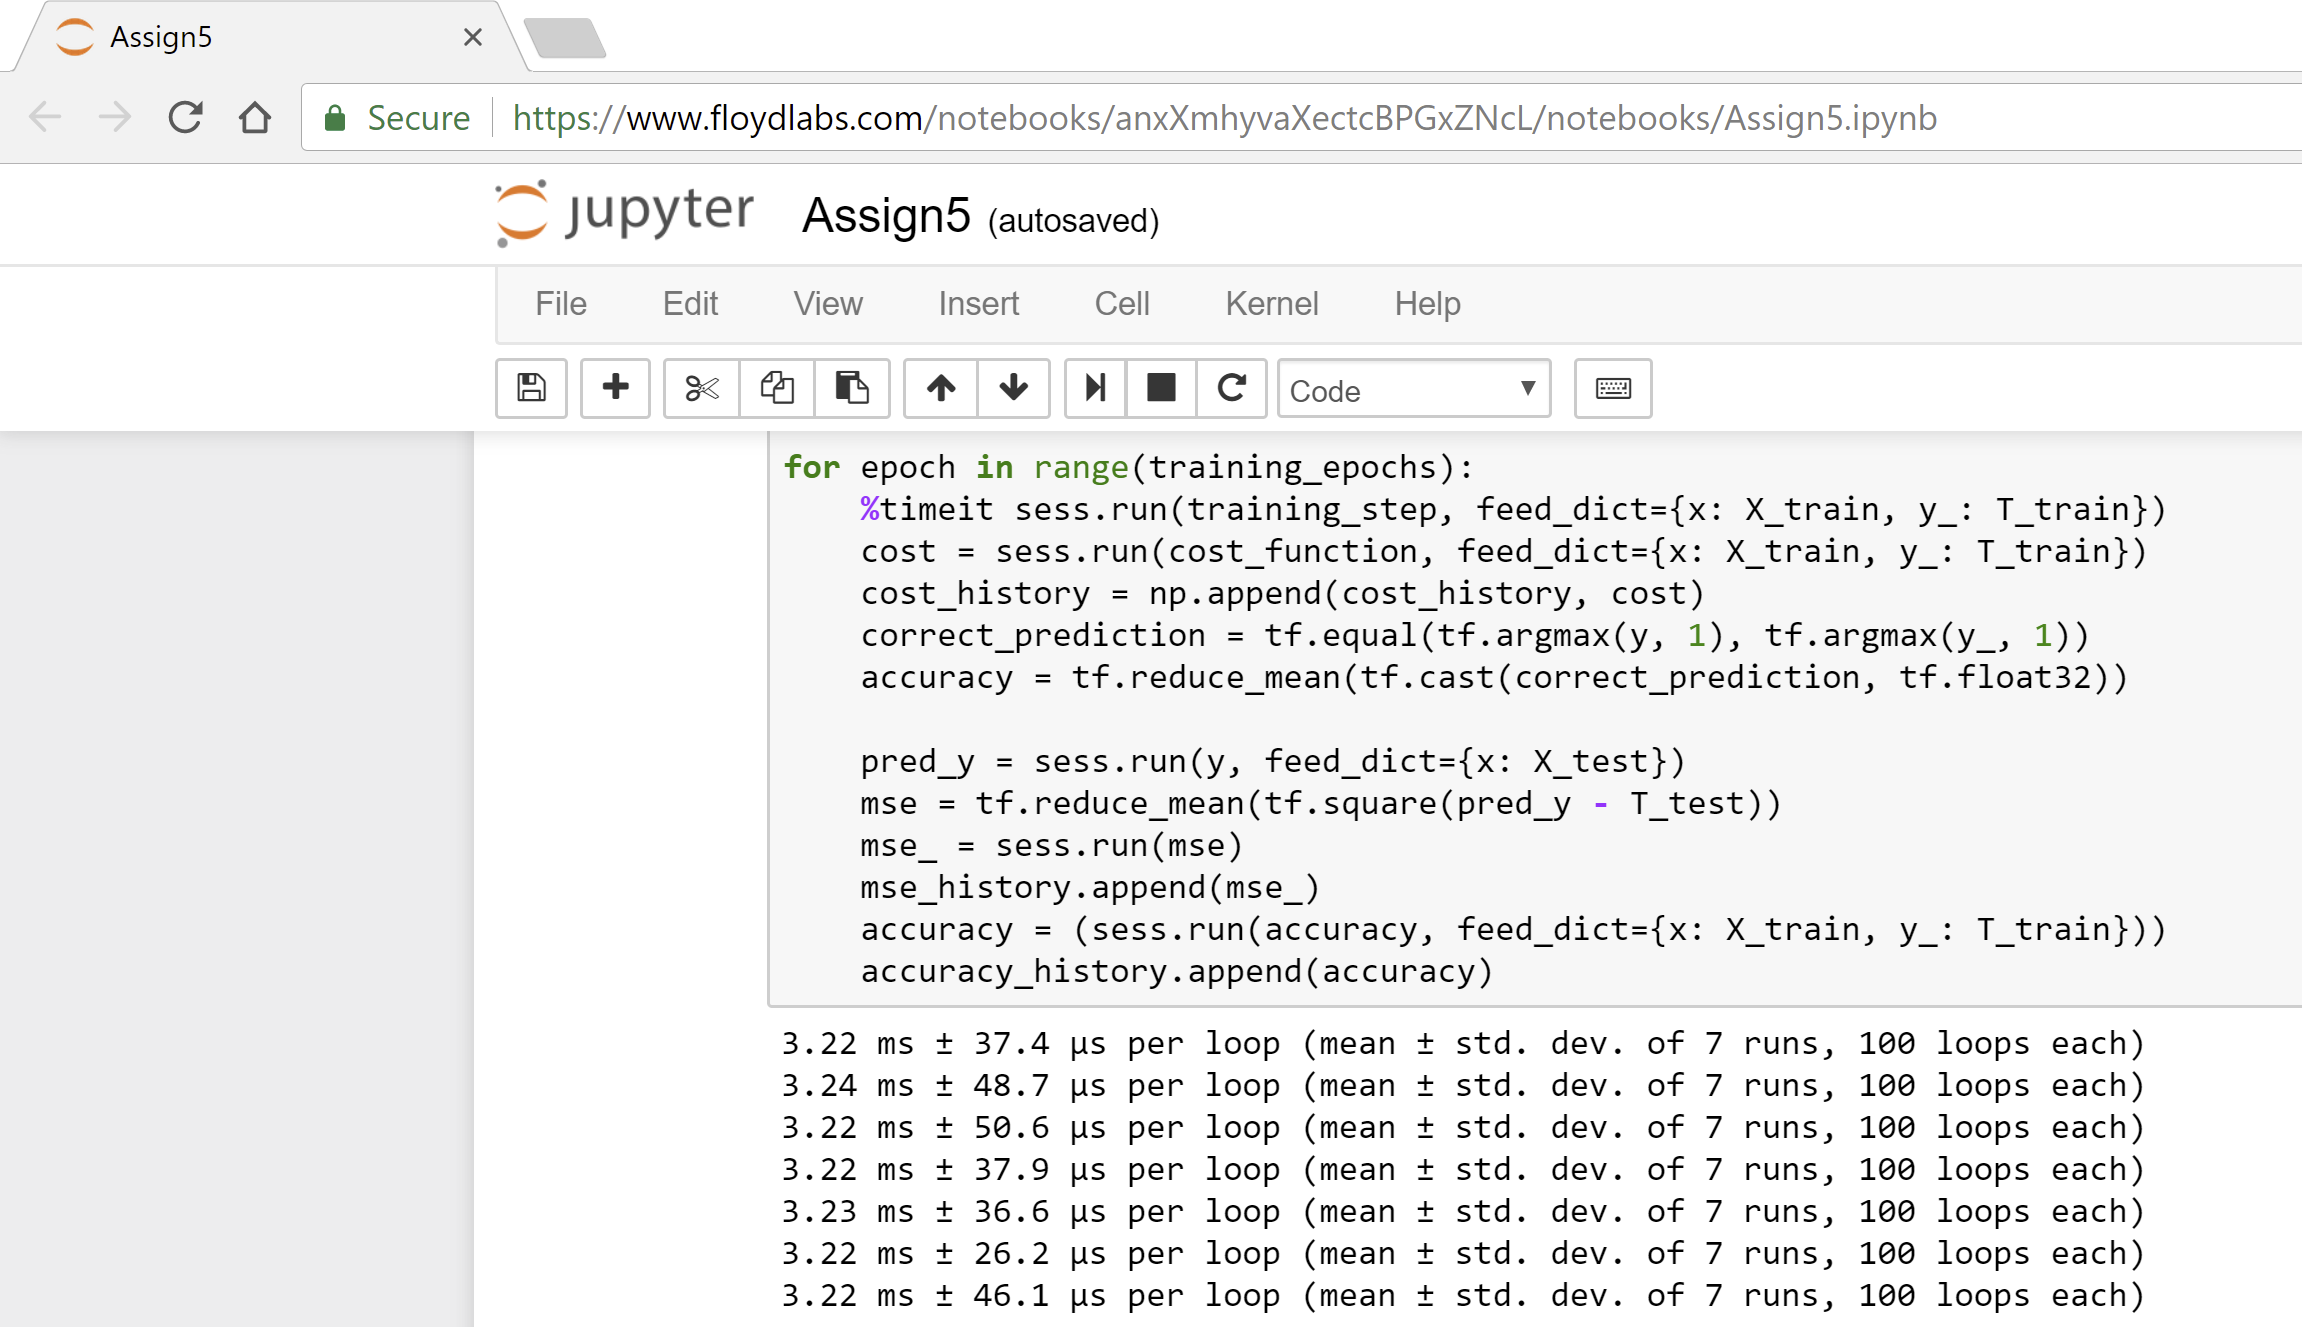 Assign5
Secure https://www.floydlabs.com/notebooks/anxXmhyvaXectcBPGxZNcL/notebooks/Assign5.ipynb
jupyter Assign5 (autosaved)
File Edit View Insert Cell Kernel Help
Code
for epoch in range(training_epochs):
    %timeit sess.run(training_step, feed_dict={x: X_train, y_: T_train})
    cost = sess.run(cost_function, feed_dict={x: X_train, y_: T_train})
    cost_history = np.append(cost_history, cost)
    correct_prediction = tf.equal(tf.argmax(y, 1), tf.argmax(y_, 1))
    accuracy = tf.reduce_mean(tf.cast(correct_prediction, tf.float32))
    pred_y = sess.run(y, feed_dict={x: X_test})
    mse = tf.reduce_mean(tf.square(pred_y - T_test))
    mse_ = sess.run(mse)
    mse_history.append(mse_)
    accuracy = (sess.run(accuracy, feed_dict={x: X_train, y_: T_train}))
    accuracy_history.append(accuracy)
3.22 ms ± 37.4 µs per loop (mean ± std. dev. of 7 runs, 100 loops each)
3.24 ms ± 48.7 µs per loop (mean ± std. dev. of 7 runs, 100 loops each)
3.22 ms ± 50.6 µs per loop (mean ± std. dev. of 7 runs, 100 loops each)
3.22 ms ± 37.9 µs per loop (mean ± std. dev. of 7 runs, 100 loops each)
3.23 ms ± 36.6 µs per loop (mean ± std. dev. of 7 runs, 100 loops each)
3.22 ms ± 26.2 µs per loop (mean ± std. dev. of 7 runs, 100 loops each)
3.22 ms ± 46.1 µs per loop (mean ± std. dev. of 7 runs, 100 loops each)